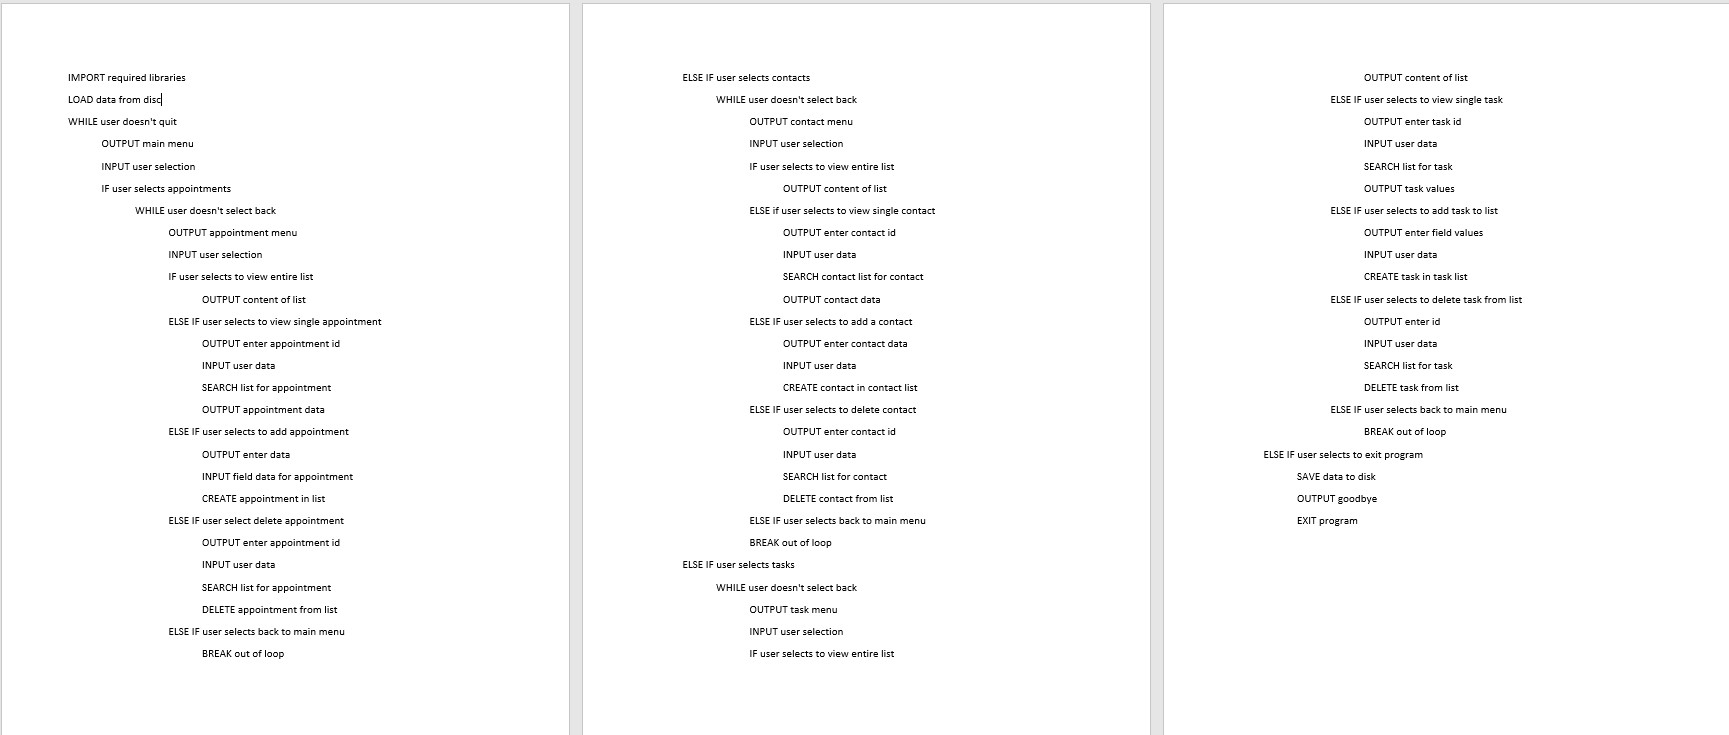 IMPORT required libraries
LOAD data from disc
WHILE user doesn't quit
OUTPUT main menu
INPUT user selection
IF user selects appointments
WHILE user doesn't select back
OUTPUT appointment menu
INPUT user selection
IF user selects to view entire list
OUTPUT content of list
ELSE IF user selects to view single appointment
OUTPUT enter appointment id
INPUT user data
SEARCH list for appointment
OUTPUT appointment data
ELSE IF user selects to add appointment
OUTPUT enter data
INPUT field data for appointment
CREATE appointment in list
ELSE IF user select delete appointment
OUTPUT enter appointment id
INPUT user data
SEARCH list for appointment
DELETE appointment from list
ELSE IF user selects back to main menu
BREAK out of loop
ELSE IF user selects contacts
WHILE user doesn't select back
OUTPUT contact menu
INPUT user selection
IF user selects to view entire list
OUTPUT content of list
ELSE if user selects to view single contact
OUTPUT enter contact id
INPUT user data
SEARCH contact list for contact
OUTPUT contact data
ELSE IF user selects to add a contact
OUTPUT enter contact data
INPUT user data
CREATE contact in contact list
ELSE IF user selects to delete contact
OUTPUT enter contact id
INPUT user data
SEARCH list for contact
DELETE contact from list
ELSE IF user selects back to main menu
BREAK out of loop
ELSE IF user selects tasks
WHILE user doesn't select back
OUTPUT task menu
INPUT user selection
IF user selects to view entire list
OUTPUT content of list
ELSE IF user selects to view single task
OUTPUT enter task id
INPUT user data
SEARCH list for task
OUTPUT task values
ELSE IF user selects to add task to list
OUTPUT enter field values
INPUT user data
CREATE task in task list
ELSE IF user selects to delete task from list
OUTPUT enter id
INPUT user data
SEARCH list for task
DELETE task from list
ELSE IF user selects back to main menu
BREAK out of loop
ELSE IF user selects to exit program
SAVE data to disk
OUTPUT goodbye
EXIT program